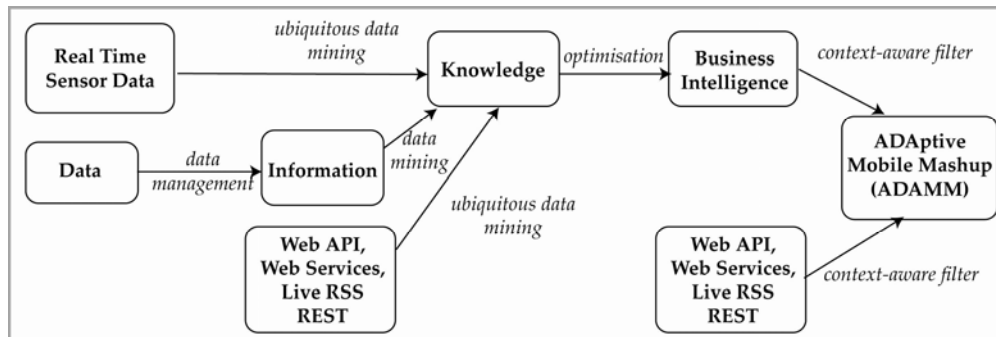 Real Time
Sensor Data
ubiquitous data
mining
Knowledge
optimisation
Business
Intelligence
context-aware filter
Data
data
management
Information
data
mining
ADAptive
Mobile Mashup
(ADAMM)
Web API,
Web Services,
Live RSS
REST
ubiquitous data
mining
Web API,
Web Services,
Live RSS
REST
context-aware filter